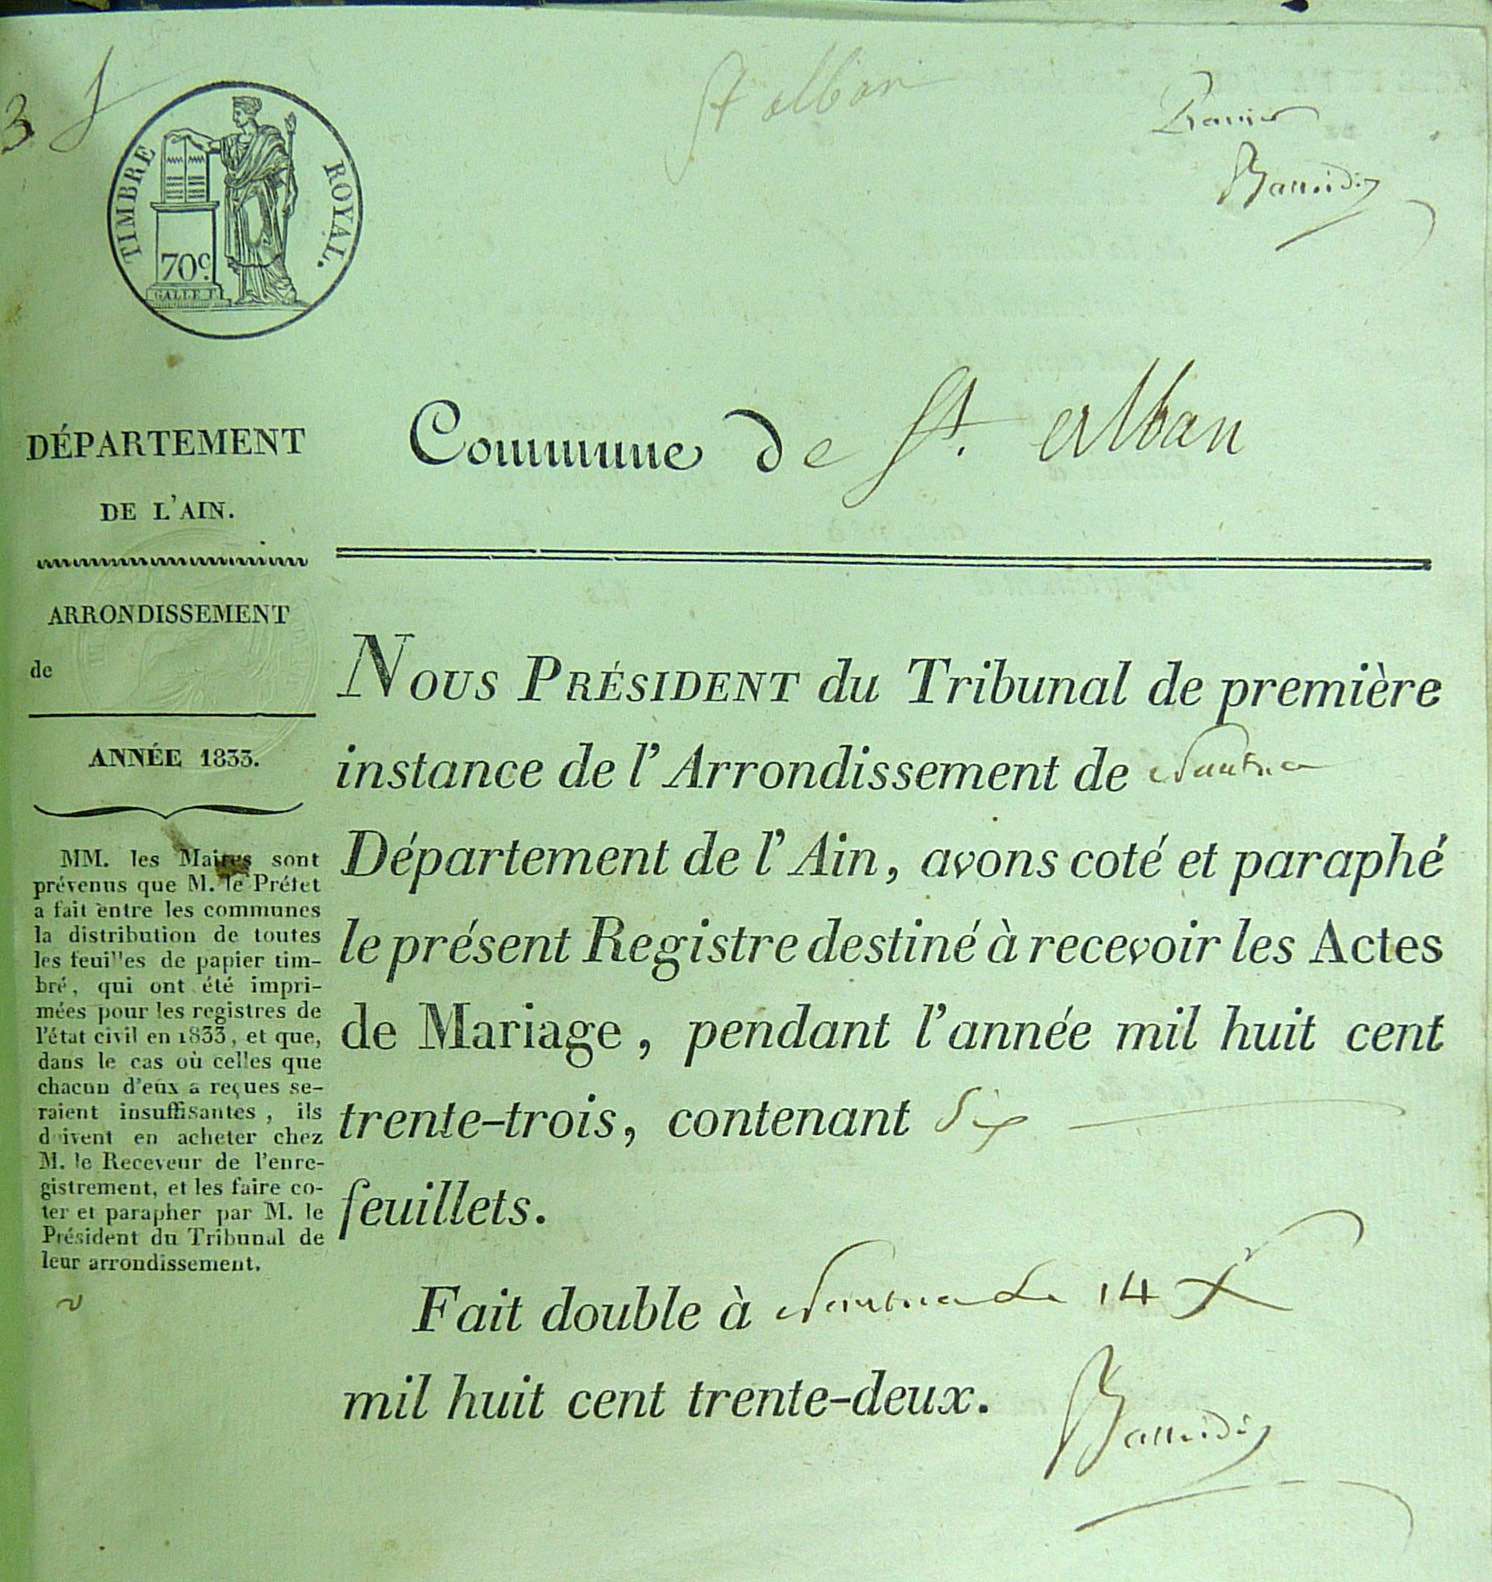 3
St alban
Premier
TIMBRE ROYAL.
70c.
GALLE F.
Commune de St. Alban
DÉPARTEMENT
DE L'AIN.
ARRONDISSEMENT
de
ANNÉE 1833.
MM. les Maires sont
prévenus que M. le Préfet
a fait entre les communes
la distribution de toutes
les feuilles de papier tim-
bré, qui ont été impri-
mées pour les registres de
l'état civil en 1833, et que,
dans le cas où celles que
chacun d'eux a reçues se-
raient insuffisantes, ils
doivent en acheter chez
M. le Receveur de l'enre-
gistrement, et les faire co-
ter et parapher par M. le
Président du Tribunal de
leur arrondissement.
NOUS PRÉSIDENT du Tribunal de première
instance de l'Arrondissement de Nantua
Département de l'Ain, avons coté et paraphé
le présent Registre destiné à recevoir les Actes
de Mariage, pendant l'année mil huit cent
trente-trois, contenant Six
feuillets.
Fait double à Nantua le 14 X
mil huit cent trente-deux.